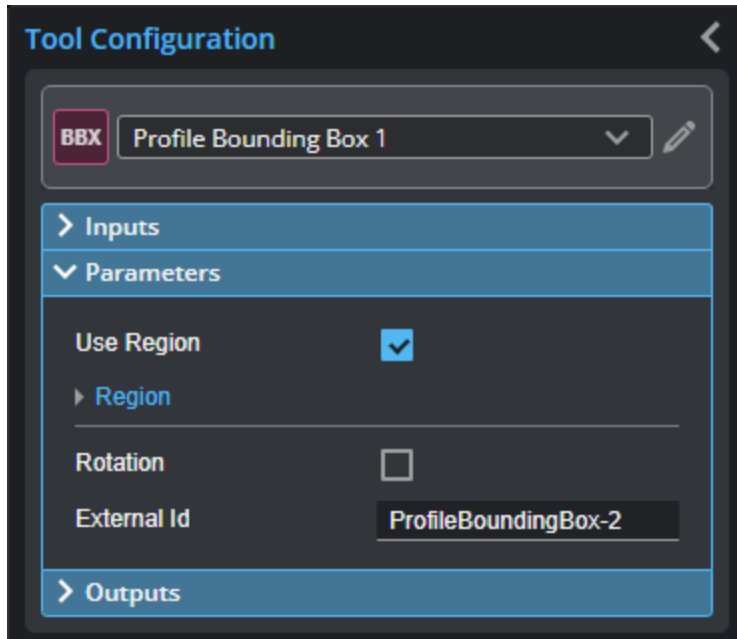 Tool Configuration
BBX Profile Bounding Box 1
Inputs
Parameters
Use Region
Region
Rotation
External Id ProfileBoundingBox-2
Outputs